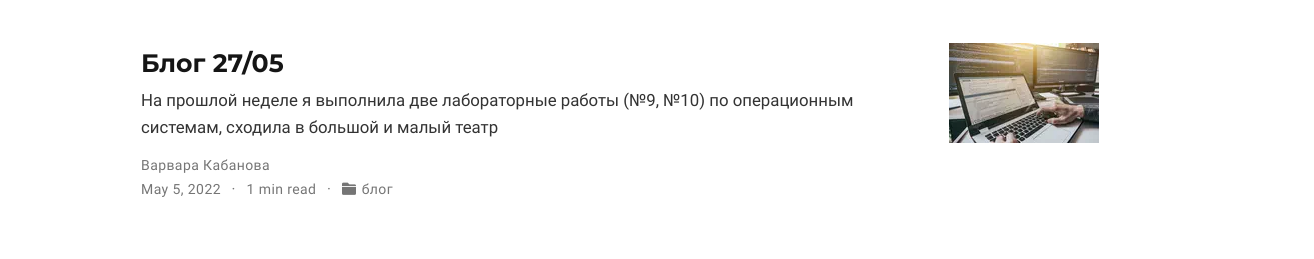 Блог 27/05
На прошлой неделе я выполнила две лабораторные работы (№9, №10) по операционным
системам, сходила в большой и малый театр
Варвара Кабанова
May 5, 2022 · 1 min read · блог